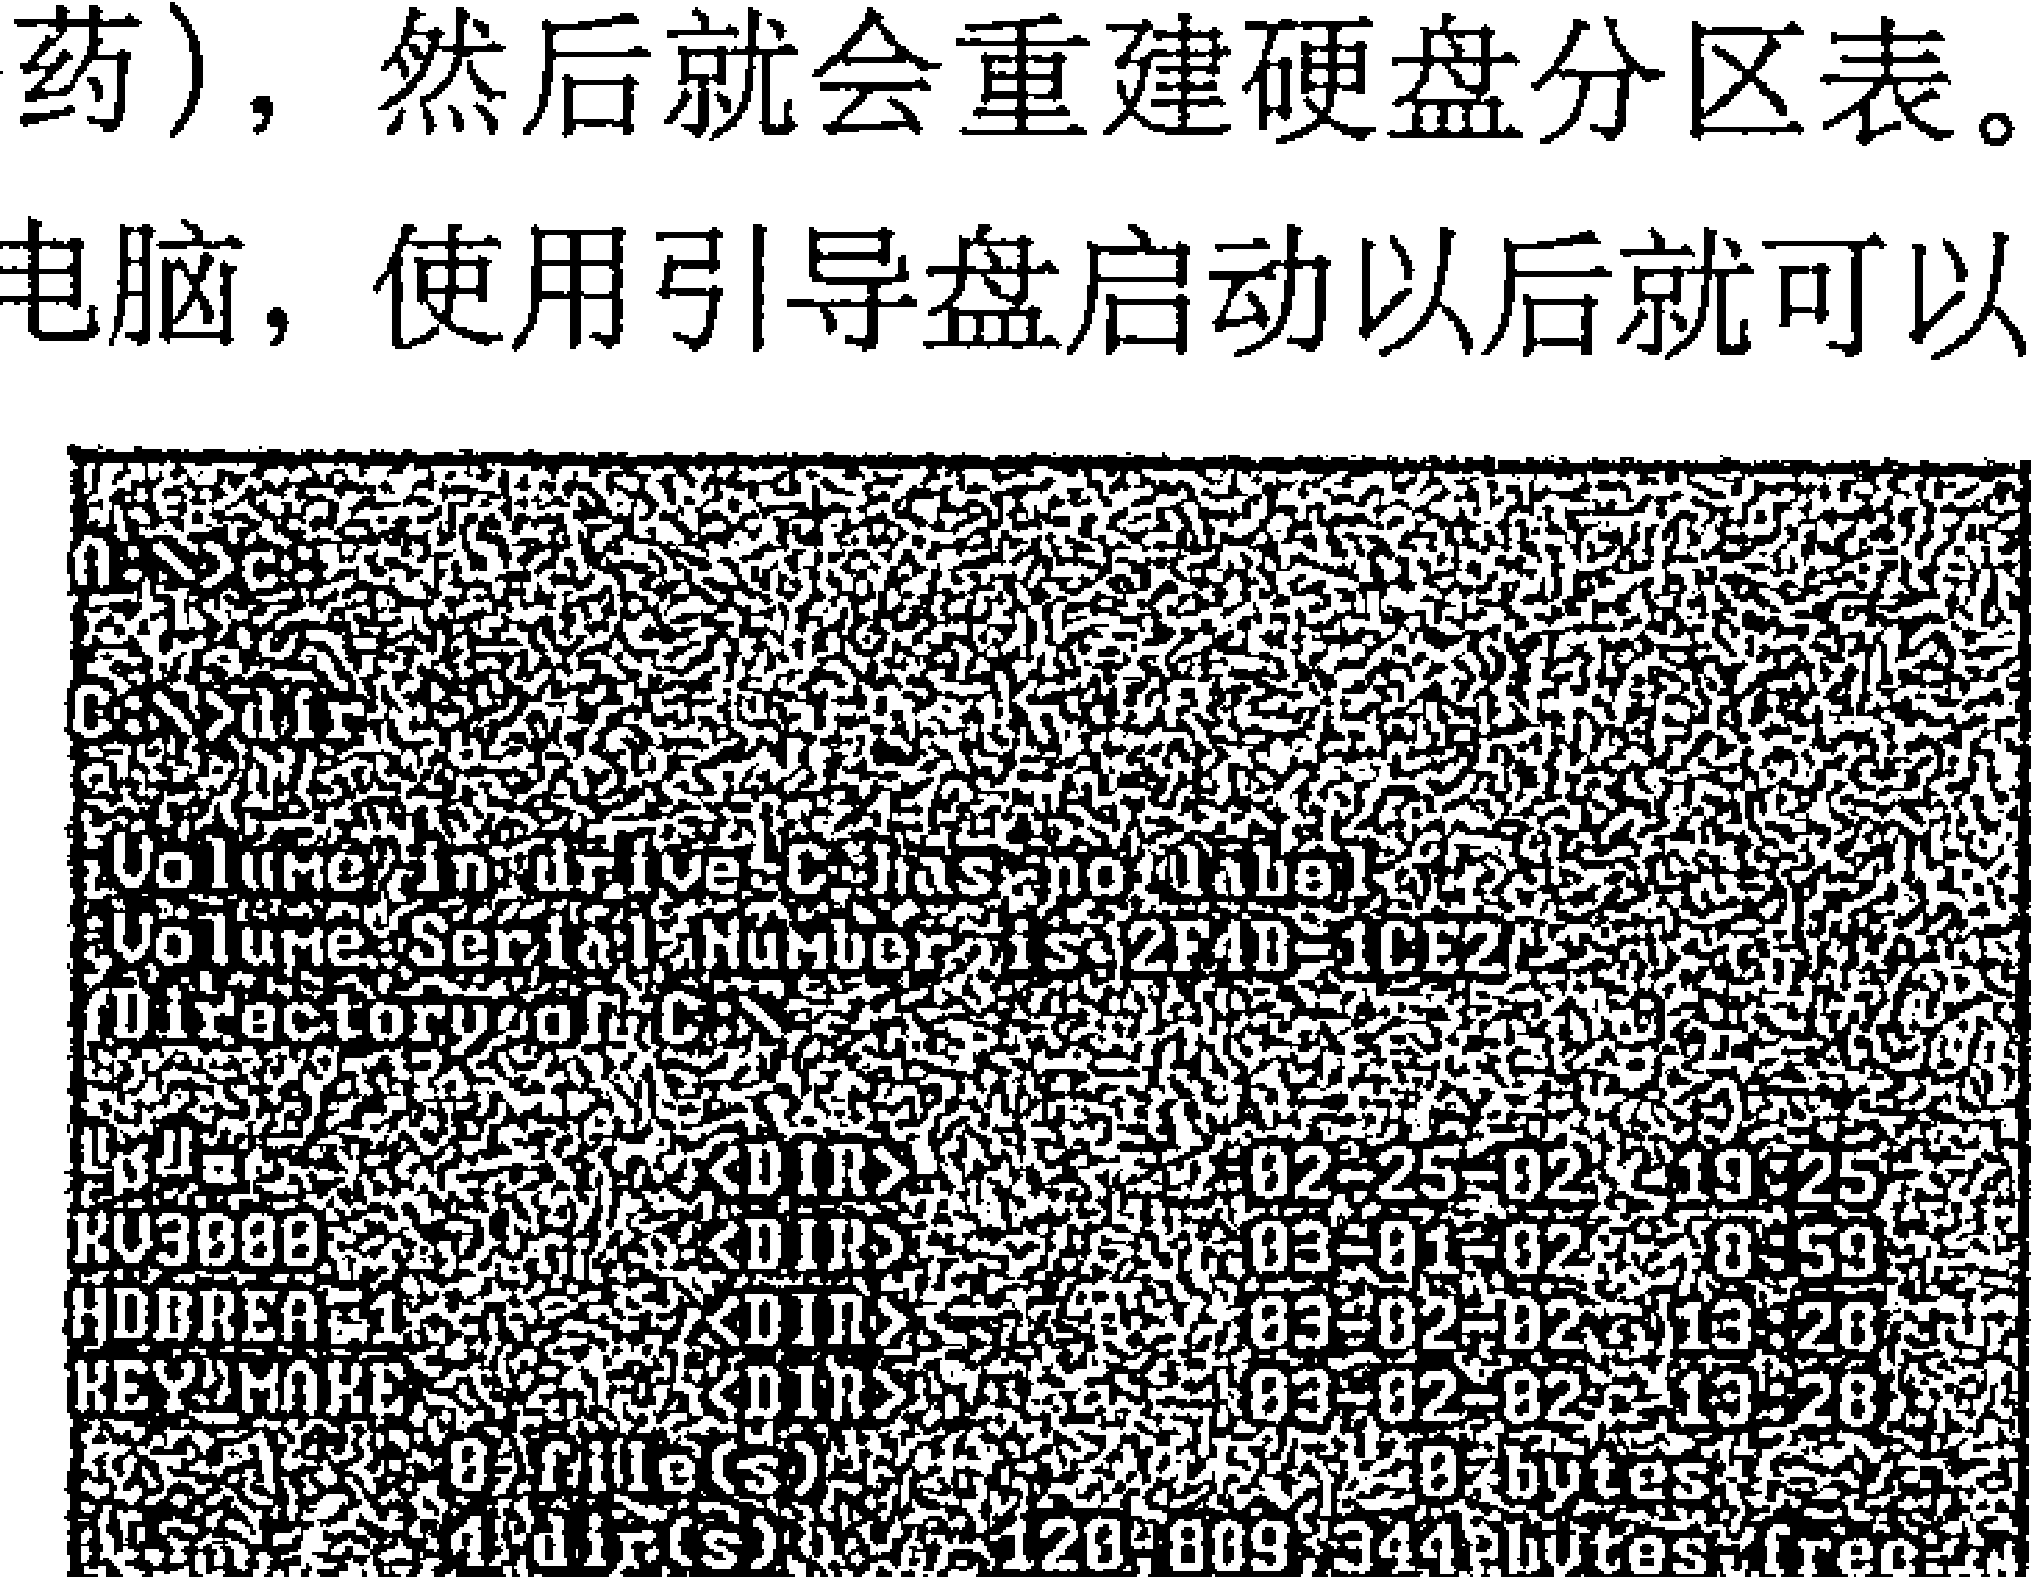 药），然后就会重建硬盘分区表。
电脑，使用引导盘启动以后就可以
A:\>c:
C:\>dir
Volume in drive C has no label
Volume Serial Number is 2F4D-1CE2
Directory of C:\
<DIR> 02-25-02 19:25
KV3000 <DIR> 03-01-02 8:59
HDBREA~1 <DIR> 03-02-02 13:28
KEY_MAKE <DIR> 03-02-02 13:28
0 file(s) 0 bytes
4 dir(s) 120,809,344 bytes free